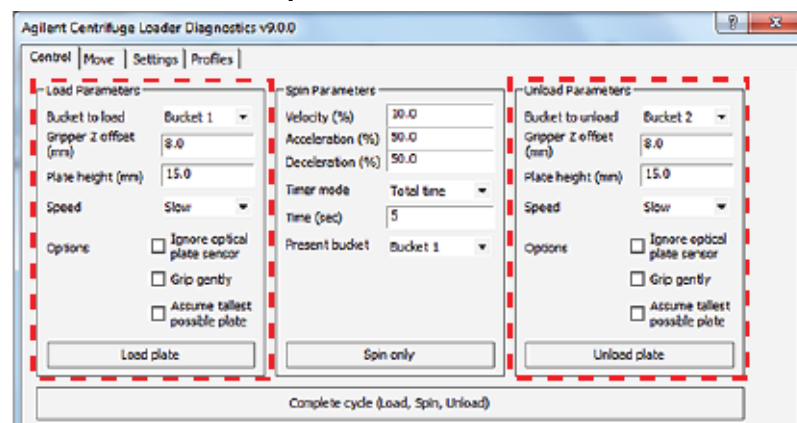 Agilent Centrifuge Loader Diagnostics v9.0.0
Control Move Settings Profiles
Load Parameters
Bucket to load Bucket 1
Gripper Z offset (mm) 8.0
Plate height (mm) 15.0
Speed Slow
Options
Ignore optical plate sensor
Grip gently
Assume tallest possible plate
Load plate
Spin Parameters
Velocity (%) 30.0
Acceleration (%) 50.0
Deceleration (%) 50.0
Timer mode Total time
Time (sec) 5
Present bucket Bucket 1
Spin only
Unload Parameters
Bucket to unload Bucket 2
Gripper Z offset (mm) 8.0
Plate height (mm) 15.0
Speed Slow
Options
Ignore optical plate sensor
Grip gently
Assume tallest possible plate
Unload plate
Complete cycle (Load, Spin, Unload)